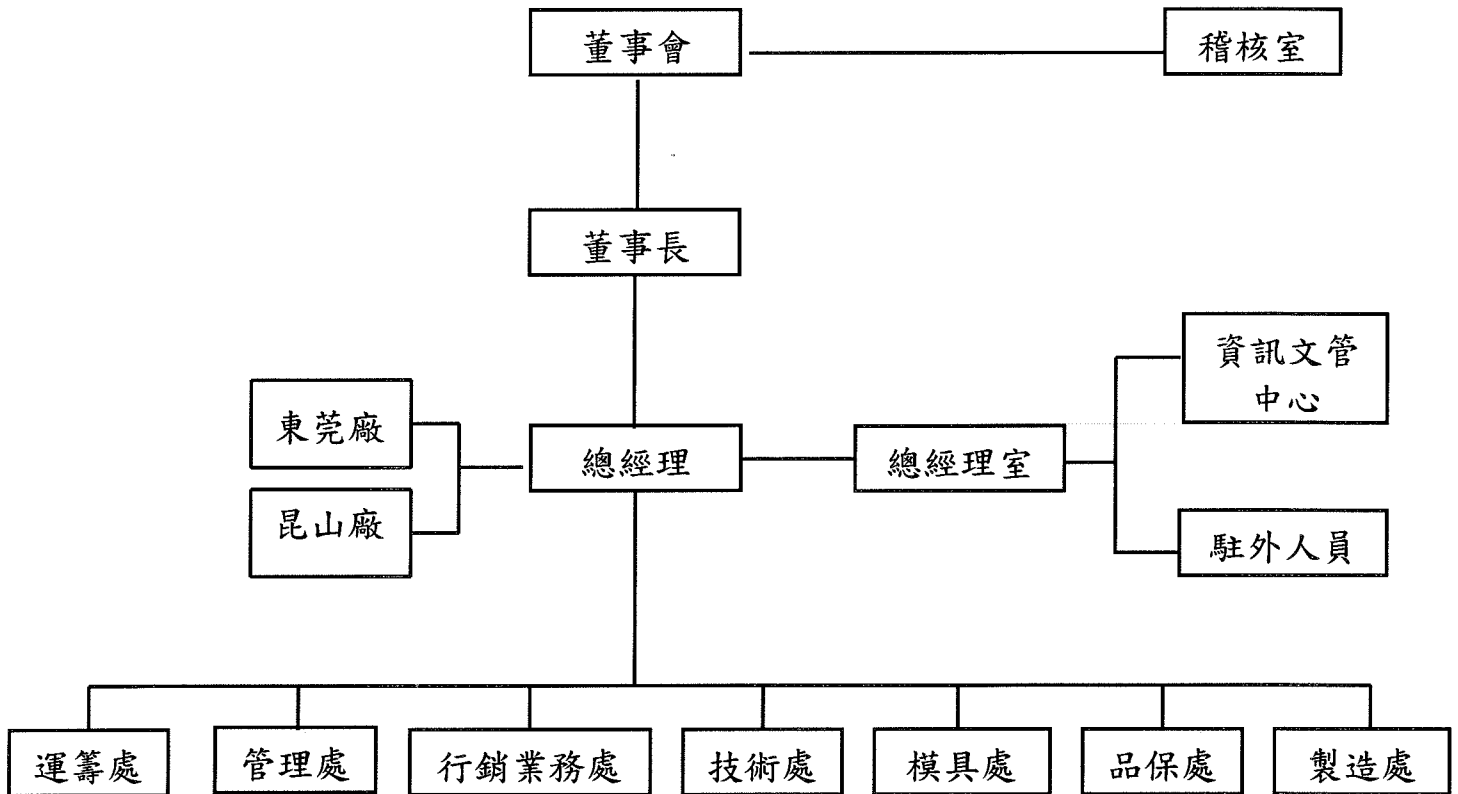 董事會
稽核室
董事長
資訊文管
中心
東莞廠
總經理
總經理室
昆山廠
駐外人員
運籌處
管理處
行銷業務處
技術處
模具處
品保處
製造處